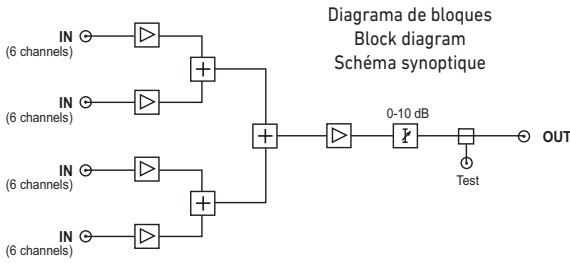 Diagrama de bloques
Block diagram
Schéma synoptique
IN
(6 channels)
IN
(6 channels)
IN
(6 channels)
IN
(6 channels)
0-10 dB
OUT
Test